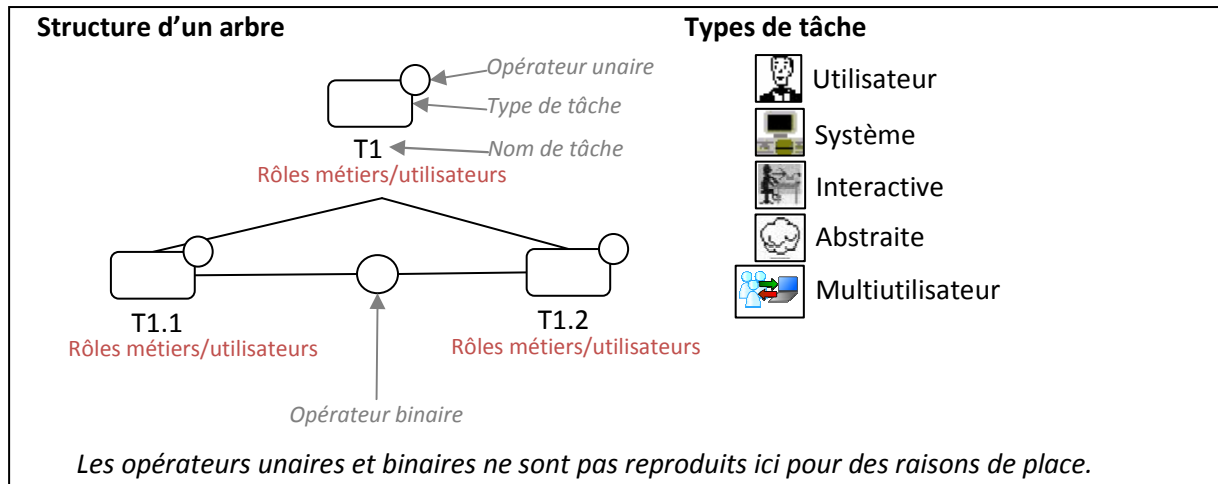 Structure d'un arbre
Opérateur unaire
Type de tâche
T1
Nom de tâche
Rôles métiers/utilisateurs
T1.1
Rôles métiers/utilisateurs
T1.2
Rôles métiers/utilisateurs
Opérateur binaire
Types de tâche
Utilisateur
Système
Interactive
Abstraite
Multiutilisateur
Les opérateurs unaires et binaires ne sont pas reproduits ici pour des raisons de place.